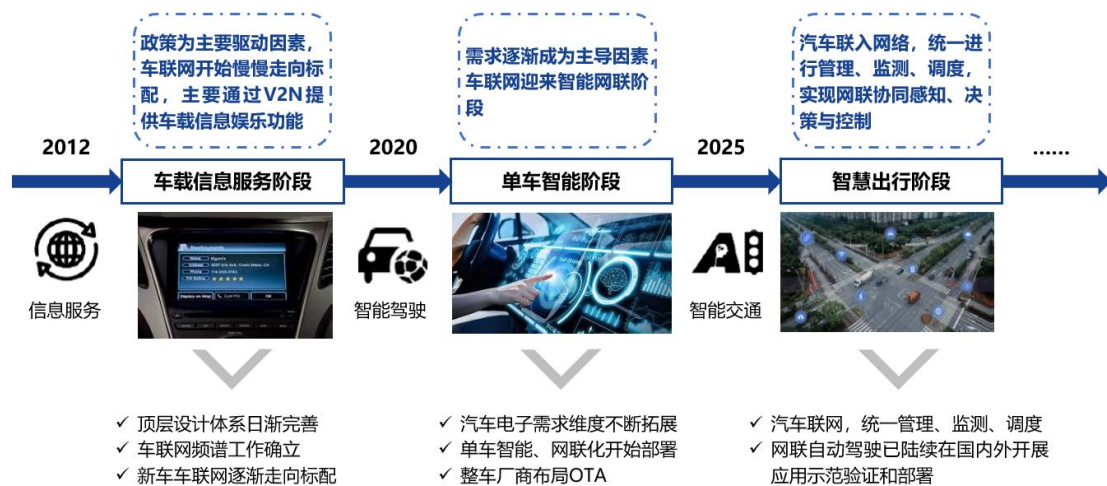 政策为主要驱动因素，
车联网开始慢慢走向标
配，主要通过V2N提
供车载信息娱乐功能
需求逐渐成为主导因素，
车联网迎来智能网联阶
段
汽车联入网络，统一进
行管理、监测、调度，
实现网联协同感知、决
策与控制
2012
2020
2025
......
车载信息服务阶段
单车智能阶段
智慧出行阶段
信息服务
智能驾驶
智能交通
Restaurants
Name
Address
Phone
Display on Map
Call POI
OK
✓ 顶层设计体系日渐完善
✓ 车联网频谱工作确立
✓ 新车车联网逐渐走向标配
✓ 汽车电子需求维度不断拓展
✓ 单车智能、网联化开始部署
✓ 整车厂商布局OTA
✓ 汽车联网，统一管理、监测、调度
✓ 网联自动驾驶已陆续在国内外开展
应用示范验证和部署